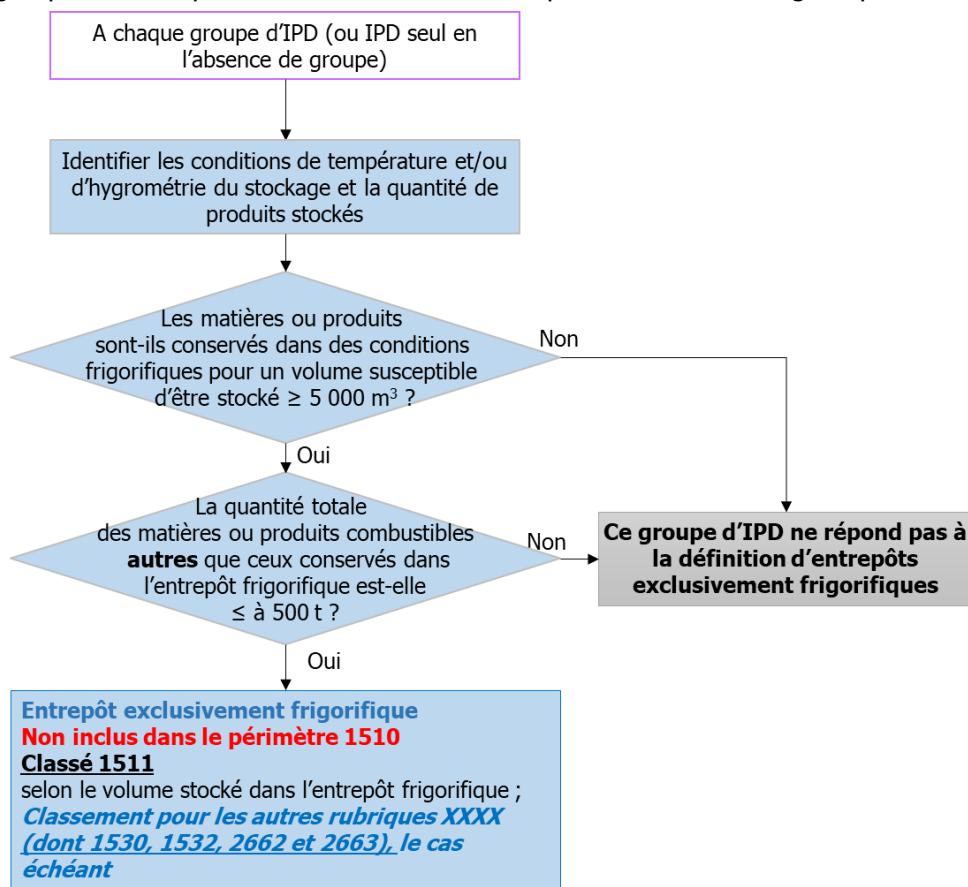 A chaque groupe d'IPD (ou IPD seul en
l'absence de groupe)
Identifier les conditions de température et/ou
d'hygrométrie du stockage et la quantité de
produits stockés
Les matières ou produits
sont-ils conservés dans des conditions
frigorifiques pour un volume susceptible
d'être stocké ≥ 5 000 m³ ?
Non
Oui
La quantité totale
des matières ou produits combustibles
autres que ceux conservés dans
l'entrepôt frigorifique est-elle
≤ à 500 t ?
Non
Ce groupe d'IPD ne répond pas à
la définition d'entrepôts
exclusivement frigorifiques
Oui
Entrepôt exclusivement frigorifique
Non inclus dans le périmètre 1510
Classé 1511
selon le volume stocké dans l'entrepôt frigorifique ;
Classement pour les autres rubriques XXXX
(dont 1530, 1532, 2662 et 2663), le cas
échéant